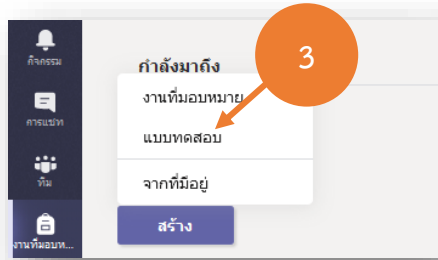 กิจกรรม
การแชท
ทีม
งานที่มอบห...
กำลังมาถึง
3
งานที่มอบหมาย
แบบทดสอบ
จากที่มีอยู่
สร้าง